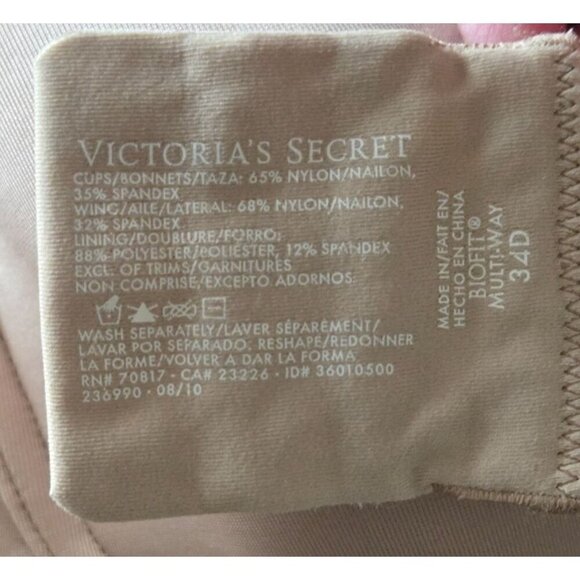 VICTORIA'S SECRET
CUPS/BONNETS/TAZA: 65% NYLON/NAILON,
35% SPANDEX
WING/AILE/LATERAL: 68% NYLON/NAILON,
32% SPANDEX
LINING/DOUBLURE/FORRO:
88% POLYESTER/POLIÉSTER, 12% SPANDEX
EXCL. OF TRIMS/GARNITURES
NON COMPRISE/EXCEPTO ADORNOS
WASH SEPARATELY/LAVER SÉPARÉMENT/
LAVAR POR SEPARADO: RESHAPE/REDONNER
LA FORME/VOLVER A DAR LA FORMA
RN# 70817 · CA# 23226 · ID# 36010500
236990 · 08/10
MADE IN/FAIT EN/
HECHO EN CHINA
BIOFIT®
MULTI-WAY
34D